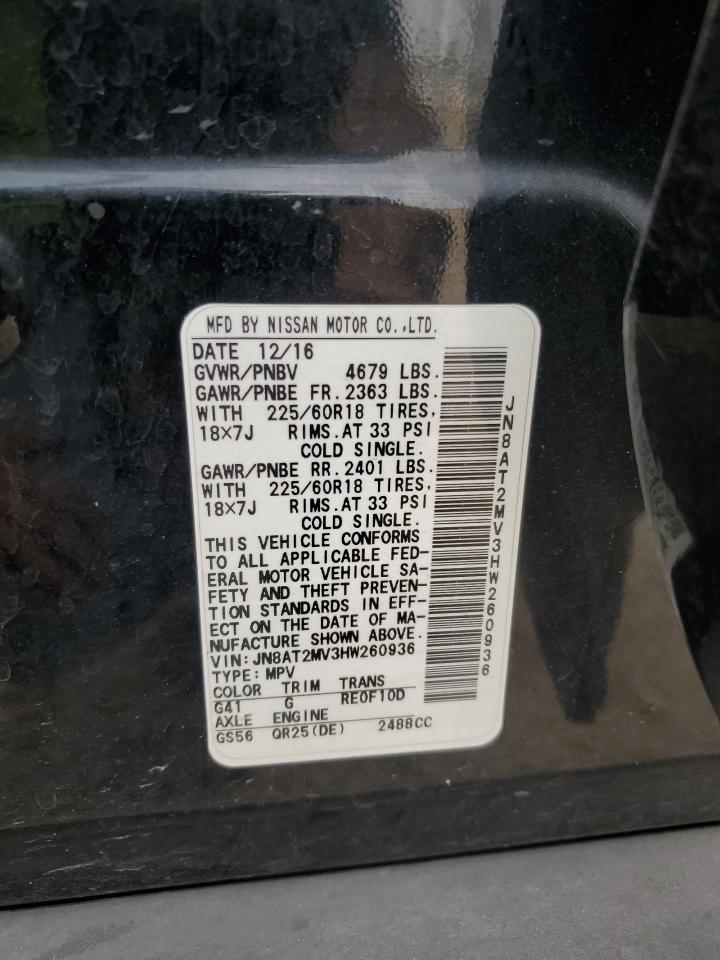 MFD BY NISSAN MOTOR CO.,LTD.
DATE 12/16
GVWR/PNBV 4679 LBS.
GAWR/PNBE FR. 2363 LBS.
WITH 225/60R18 TIRES,
18×7J RIMS. AT 33 PSI
COLD SINGLE.
GAWR/PNBE RR. 2401 LBS.
WITH 225/60R18 TIRES,
18×7J RIMS. AT 33 PSI
COLD SINGLE.
THIS VEHICLE CONFORMS
TO ALL APPLICABLE FED-
ERAL MOTOR VEHICLE SA-
FETY AND THEFT PREVEN-
TION STANDARDS IN EFF-
ECT ON THE DATE OF MA-
NUFACTURE SHOWN ABOVE.
VIN: JN8AT2MV3HW260936
TYPE: MPV
COLOR TRIM TRANS
G41 G RE0F10D
AXLE ENGINE
GS56 QR25(DE) 2488CC
JN8AT2MV3HW260936